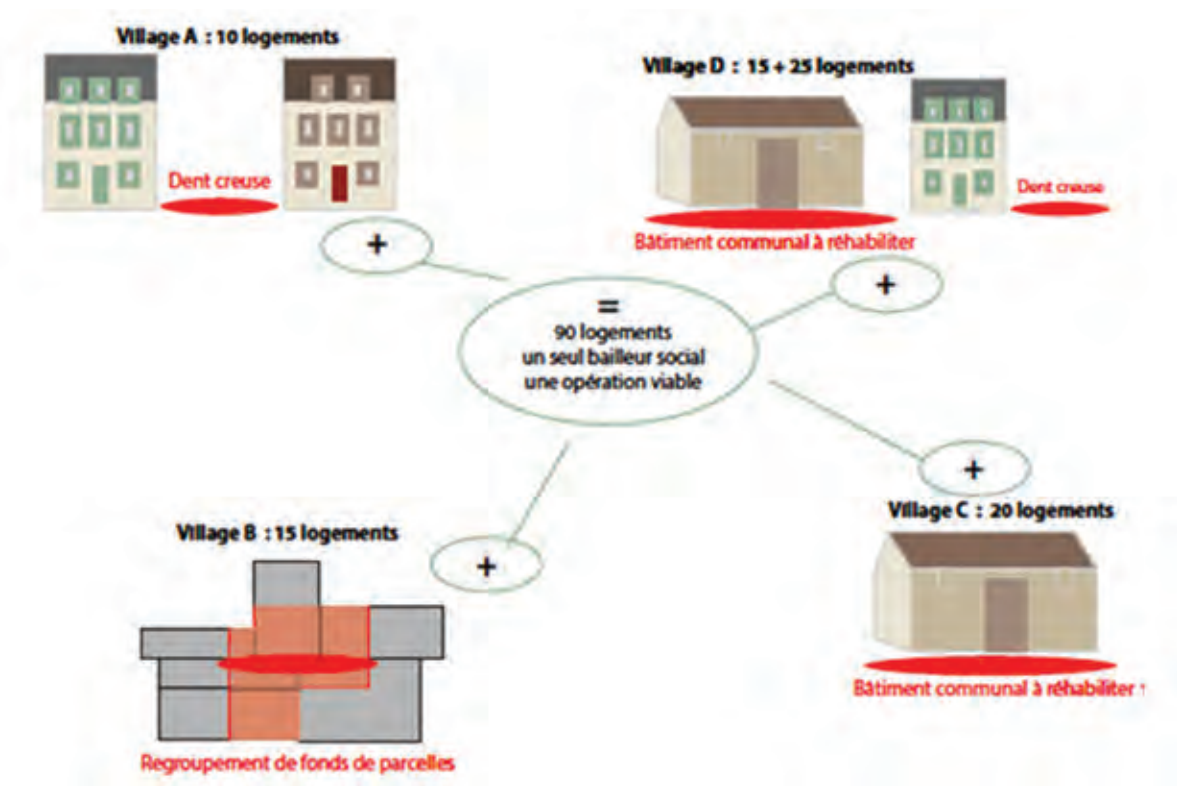 Village A : 10 logements
Dent creuse
+
Village D : 15 + 25 logements
Bâtiment communal à réhabiliter
Dent creuse
+
=
90 logements
un seul bailleur social
une opération viable
Village B : 15 logements
+
Regroupement de fonds de parcelles
+
Village C : 20 logements
Bâtiment communal à réhabiliter